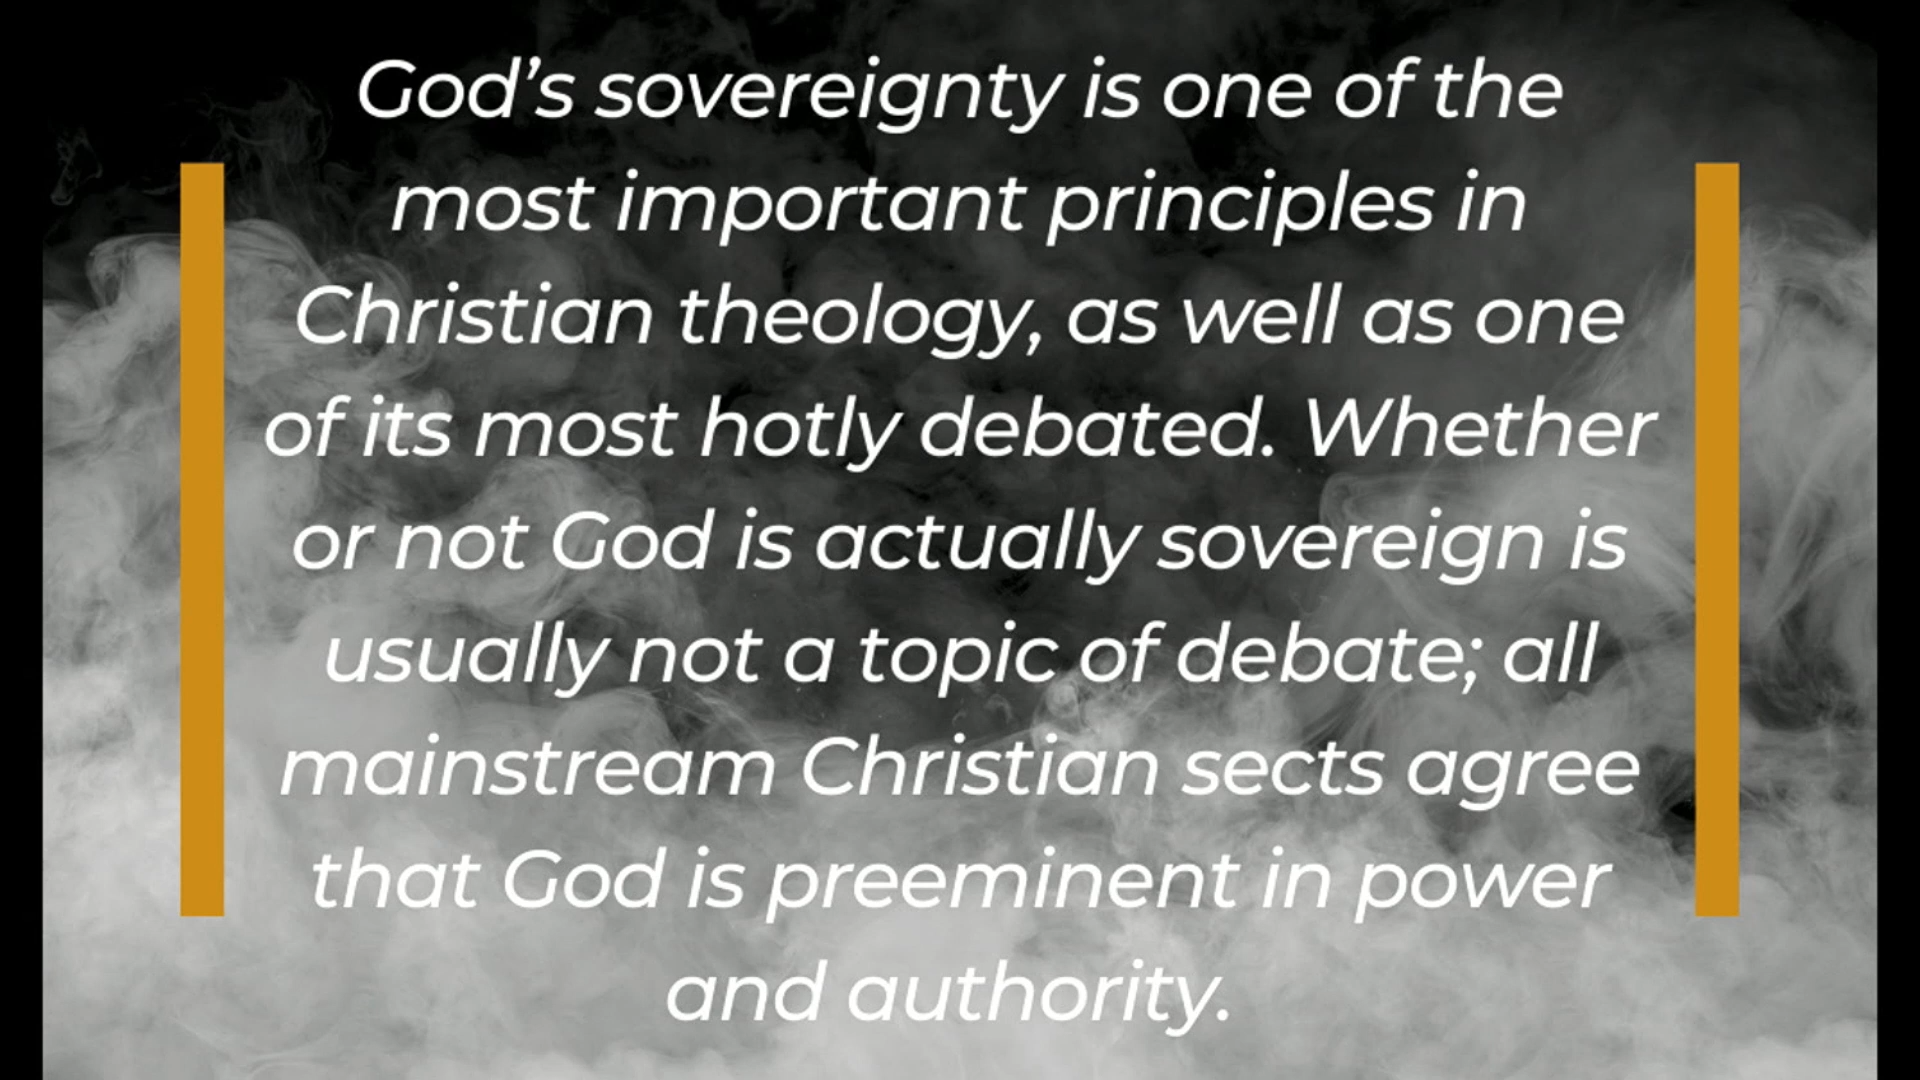 God’s sovereignty is one of the
most important principles in
Christian theology, as well as one
of its most hotly debated. Whether
or not God is actually sovereign is
usually not a topic of debate; all
mainstream Christian sects agree
that God is preeminent in power
and authority.